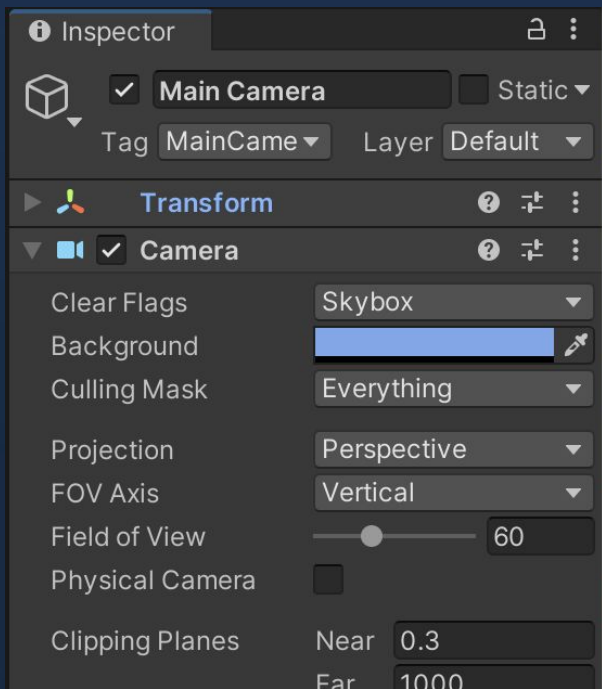 Inspector
Main Camera Static
Tag MainCame Layer Default
Transform
Camera
Clear Flags Skybox
Background
Culling Mask Everything
Projection Perspective
FOV Axis Vertical
Field of View 60
Physical Camera
Clipping Planes Near 0.3
Far 1000